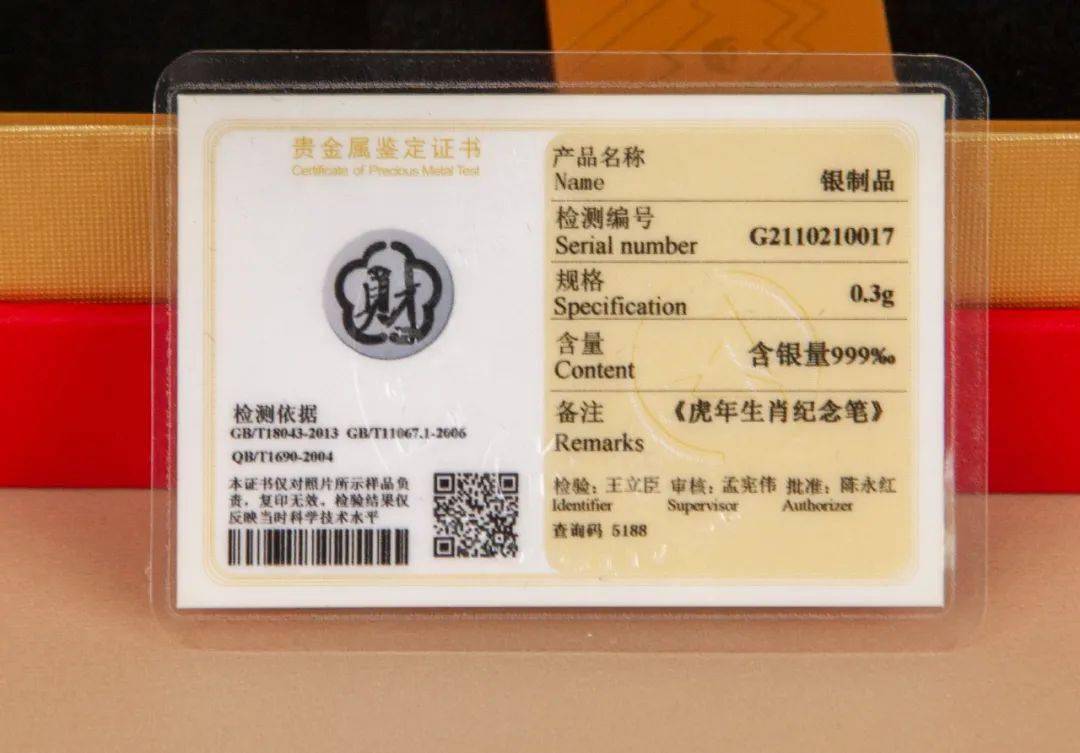 贵金属鉴定证书
Certificate of Precious Metal Test
財
检测依据
GB/T18043-2013 GB/T11067.1-2006
QB/T1690-2004
本证书仅对照片所示样品负
责，复印无效，检验结果仅
反映当时科学技术水平
产品名称
Name
银制品
检测编号
Serial number
G2110210017
规格
Specification
0.3g
含量
Content
含银量999‰
备注
Remarks
《虎年生肖纪念笔》
检验：王立臣 审核：孟宪伟 批准：陈永红
Identifier Supervisor Authorizer
查询码 5188